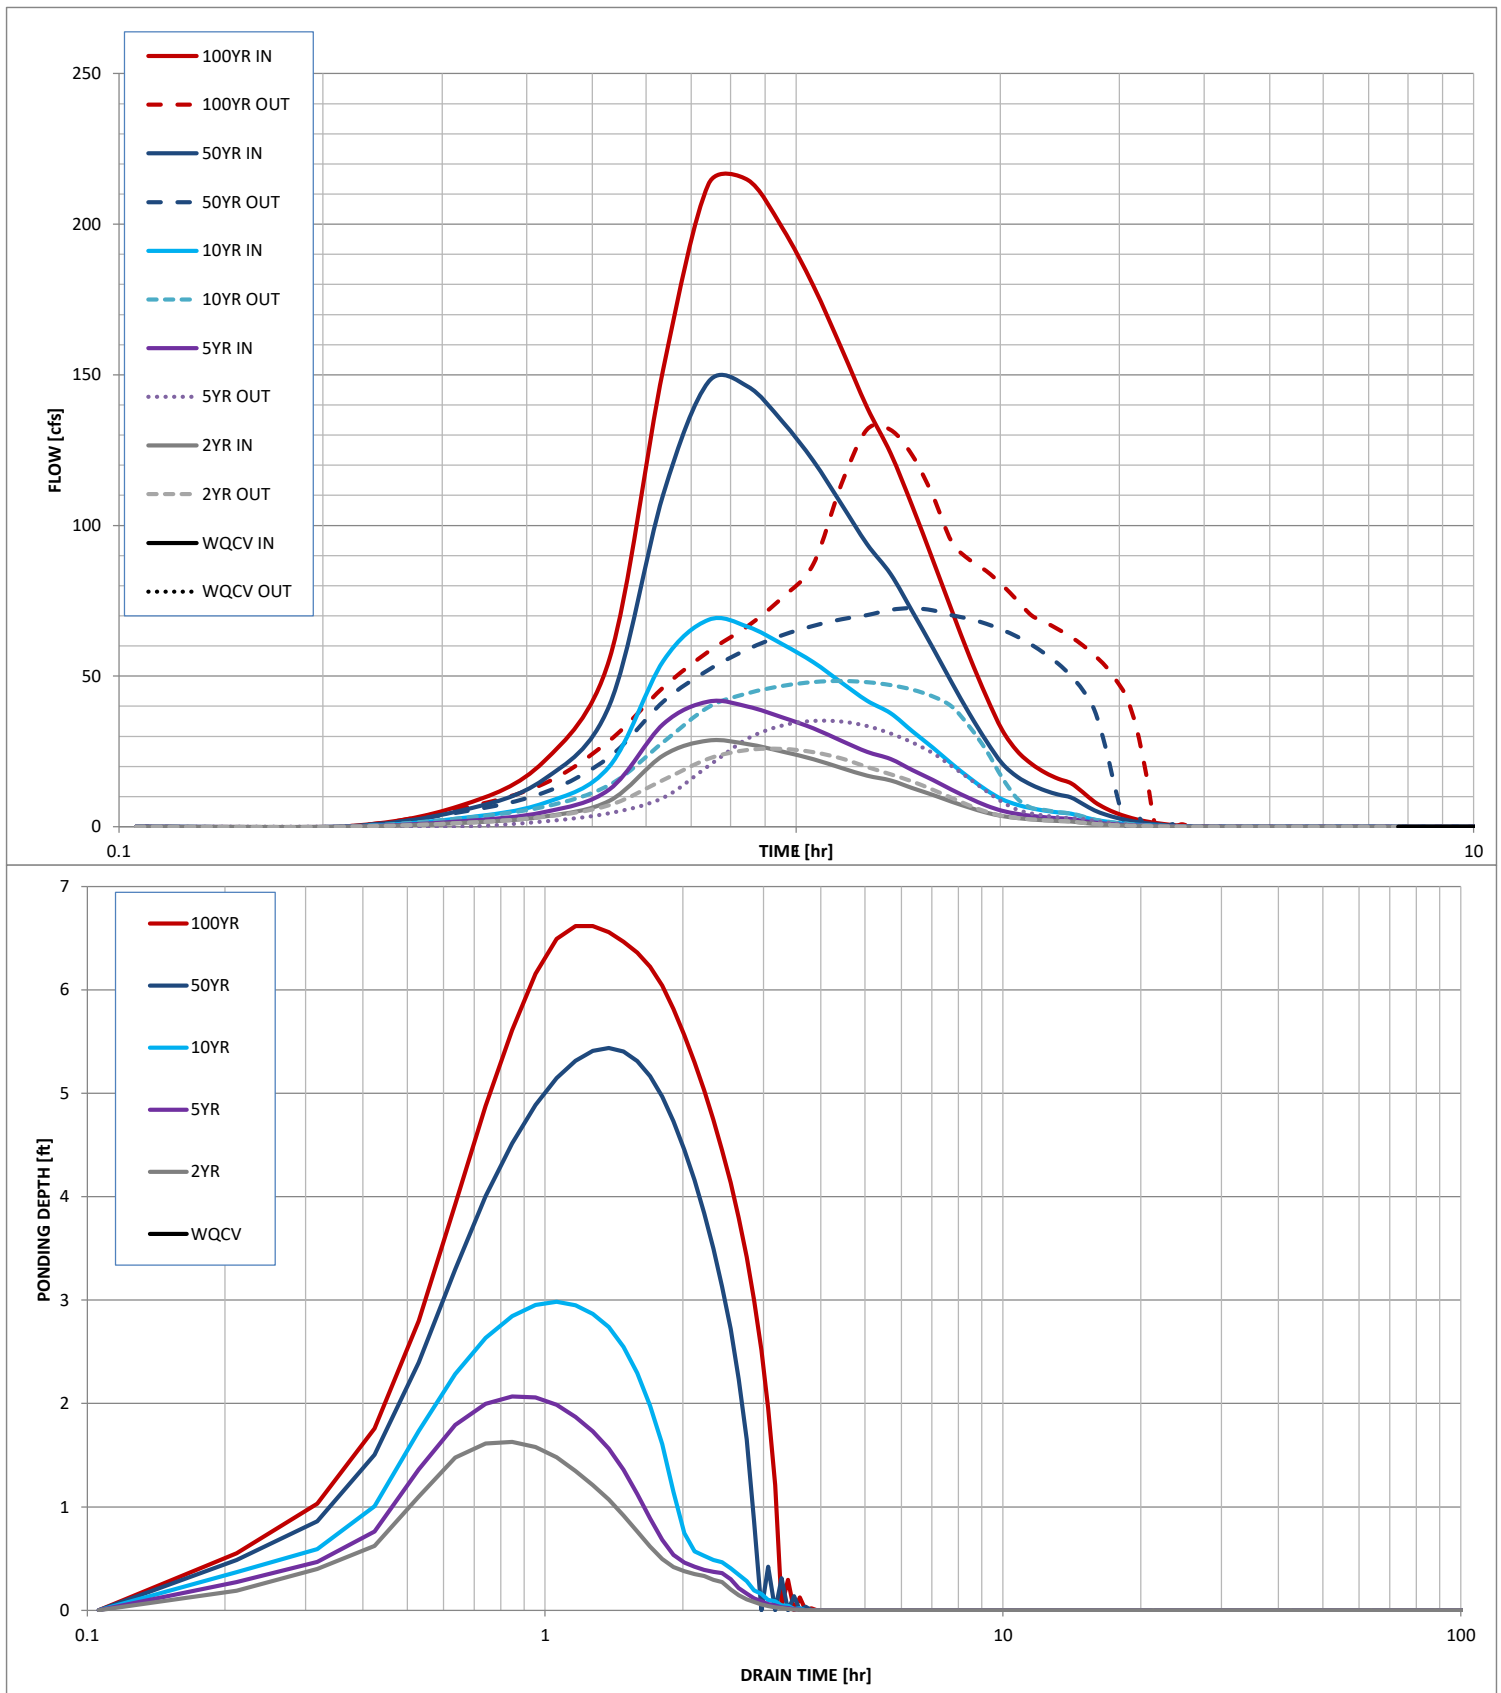 100YR IN
100YR OUT
50YR IN
50YR OUT
10YR IN
10YR OUT
5YR IN
5YR OUT
2YR IN
2YR OUT
WQCV IN
WQCV OUT
250
200
150
100
50
0
FLOW [cfs]
0.1
1
10
TIME [hr]
100YR
50YR
10YR
5YR
2YR
WQCV
7
6
5
4
3
2
1
0
PONDING DEPTH [ft]
0.1
1
10
100
DRAIN TIME [hr]